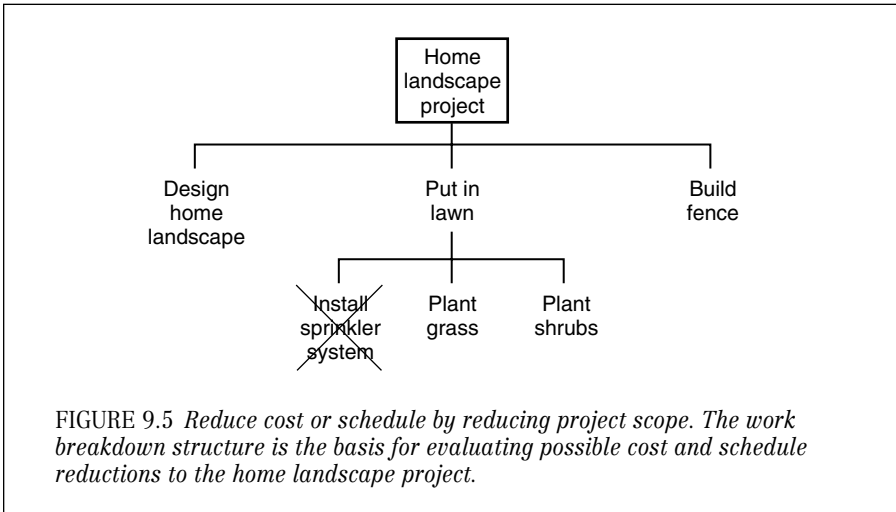 Home
landscape
project
Design
home
landscape
Put in
lawn
Build
fence
Install
sprinkler
system
Plant
grass
Plant
shrubs
FIGURE 9.5 Reduce cost or schedule by reducing project scope. The work
breakdown structure is the basis for evaluating possible cost and schedule
reductions to the home landscape project.